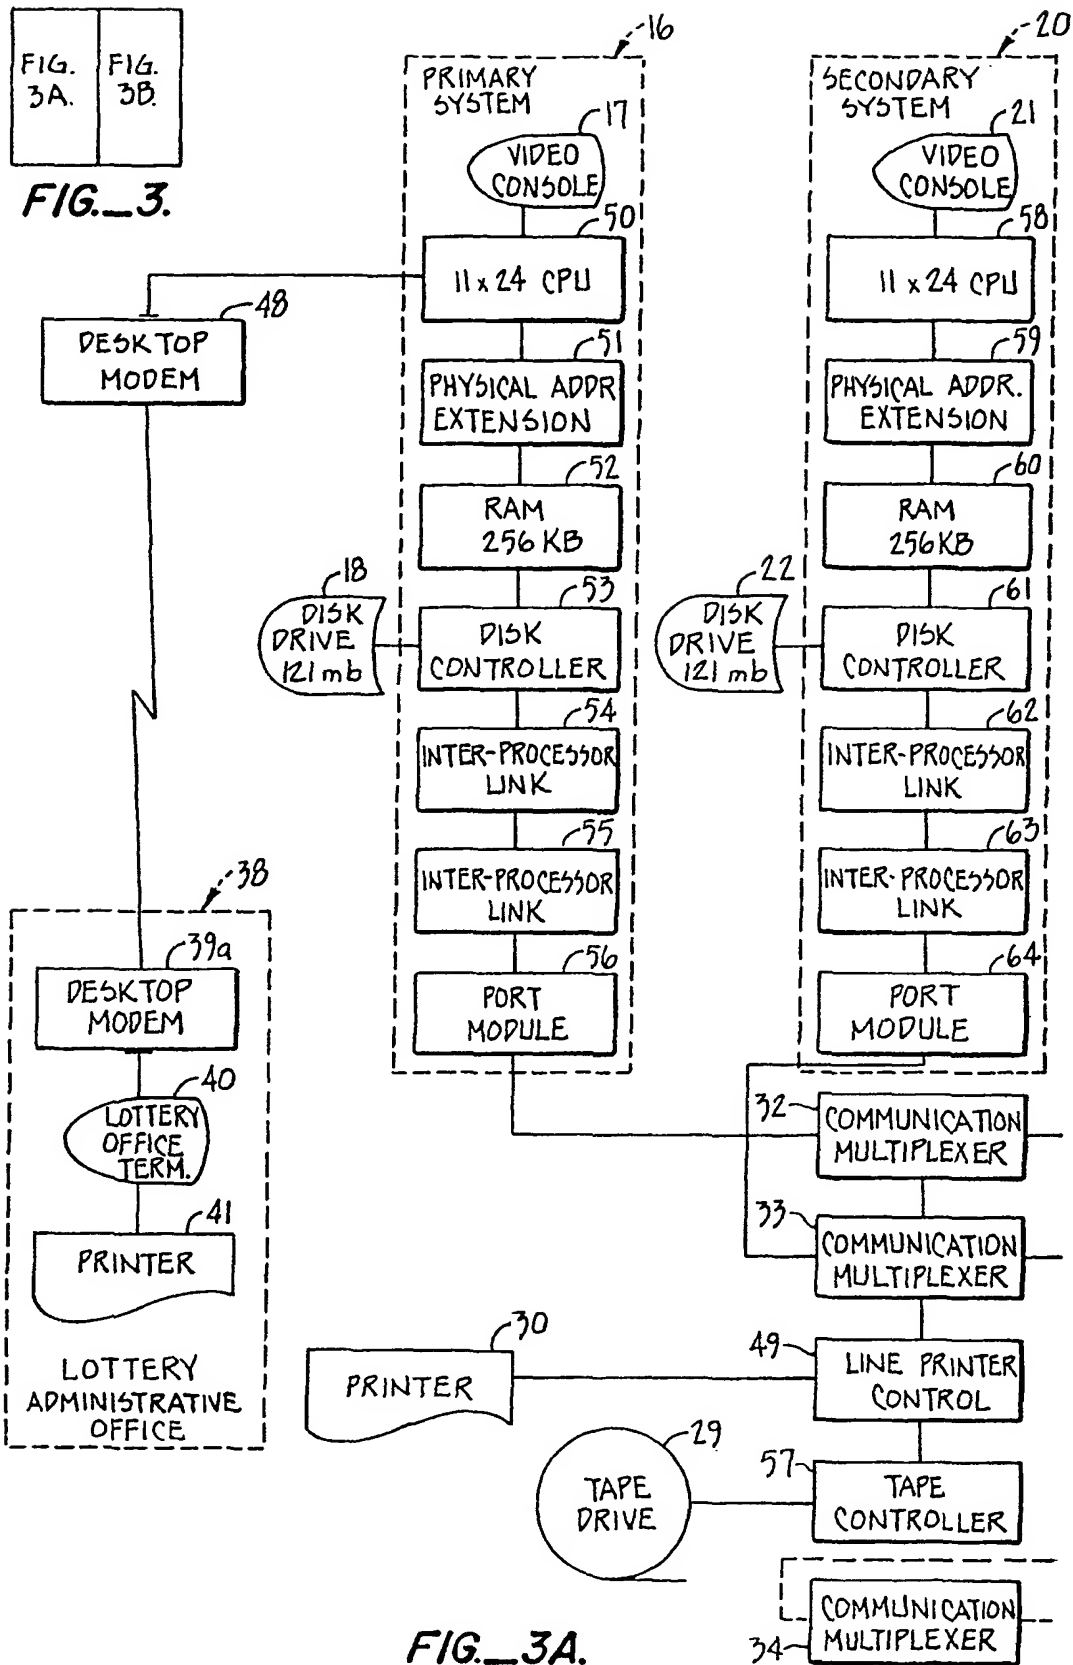 FIG. 3A.
FIG. 3B.
FIG._3.
16
PRIMARY
SYSTEM
17
VIDEO
CONSOLE
50
11 x 24 CPU
51
PHYSICAL ADDR
EXTENSION
52
RAM
256 KB
18
DISK
DRIVE
121 mb
53
DISK
CONTROLLER
54
INTER-PROCESSOR
LINK
55
INTER-PROCESSOR
LINK
56
PORT
MODULE
20
SECONDARY
SYSTEM
21
VIDEO
CONSOLE
58
11 x 24 CPU
59
PHYSICAL ADDR.
EXTENSION
60
RAM
256 KB
22
DISK
DRIVE
121 mb
61
DISK
CONTROLLER
62
INTER-PROCESSOR
LINK
63
INTER-PROCESSOR
LINK
64
PORT
MODULE
48
DESKTOP
MODEM
38
39a
DESKTOP
MODEM
40
LOTTERY
OFFICE
TERM.
41
PRINTER
LOTTERY
ADMINISTRATIVE
OFFICE
32
COMMUNICATION
MULTIPLEXER
33
COMMUNICATION
MULTIPLEXER
30
PRINTER
49
LINE PRINTER
CONTROL
29
TAPE
DRIVE
57
TAPE
CONTROLLER
COMMUNICATION
34
MULTIPLEXER
FIG._3A.